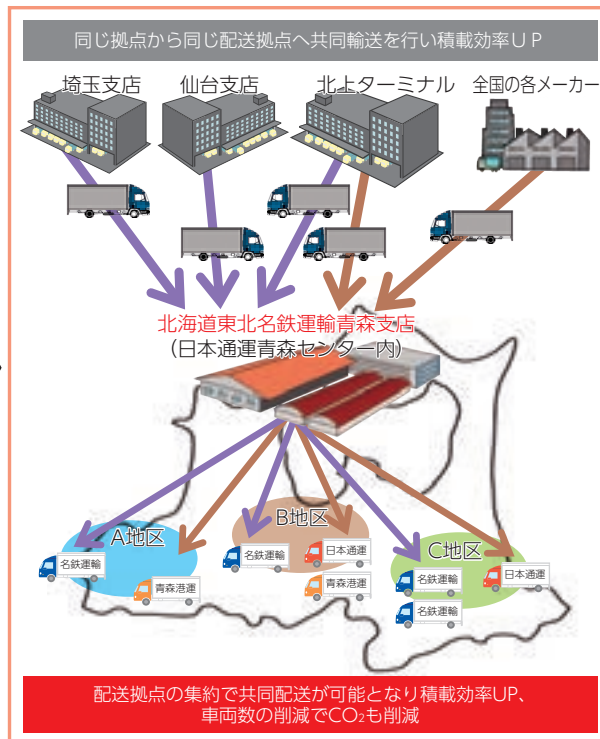 同じ拠点から同じ配送拠点へ共同輸送を行い積載効率UP
埼玉支店
仙台支店
北上ターミナル
全国の各メーカー
北海道東北名鉄運輸青森支店
（日本通運青森センター内）
A地区
B地区
C地区
名鉄運輸
青森港運
名鉄運輸
日本通運
青森港運
名鉄運輸
日本通運
名鉄運輸
配送拠点の集約で共同配送が可能となり積載効率UP、
車両数の削減でCO₂も削減